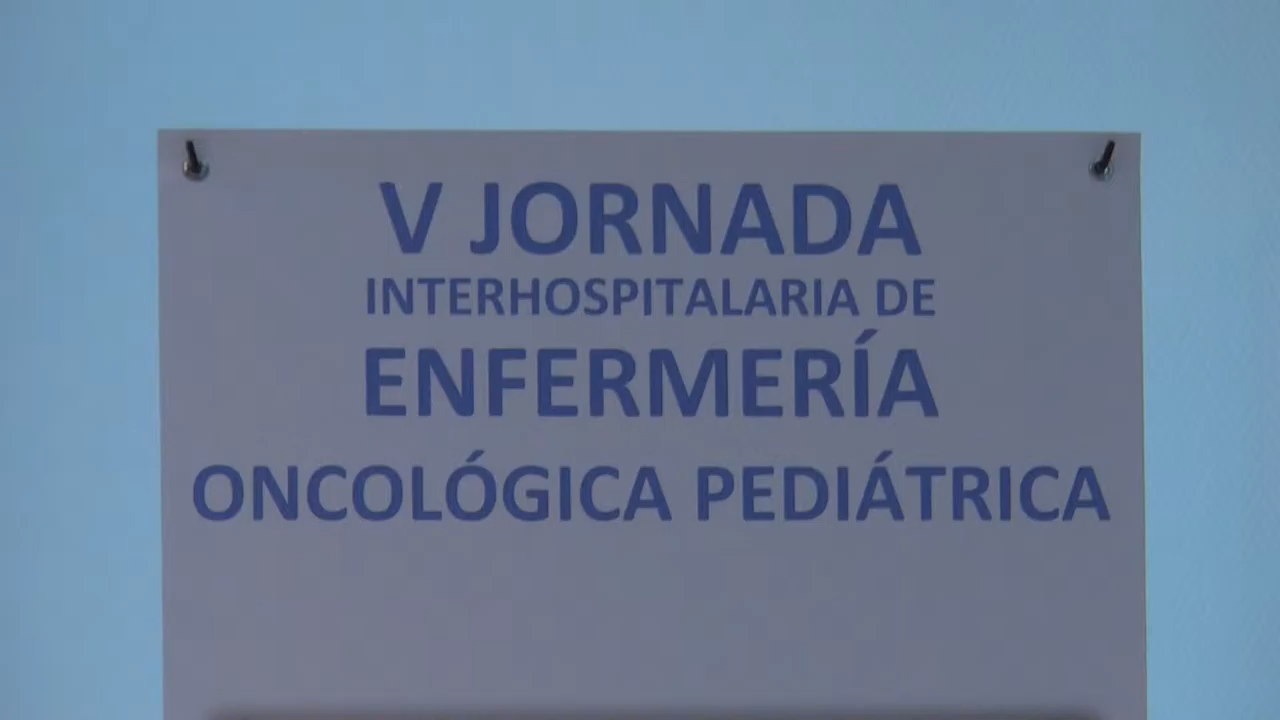 V JORNADA
INTERHOSPITALARIA DE
ENFERMERÍA
ONCOLÓGICA PEDIÁTRICA